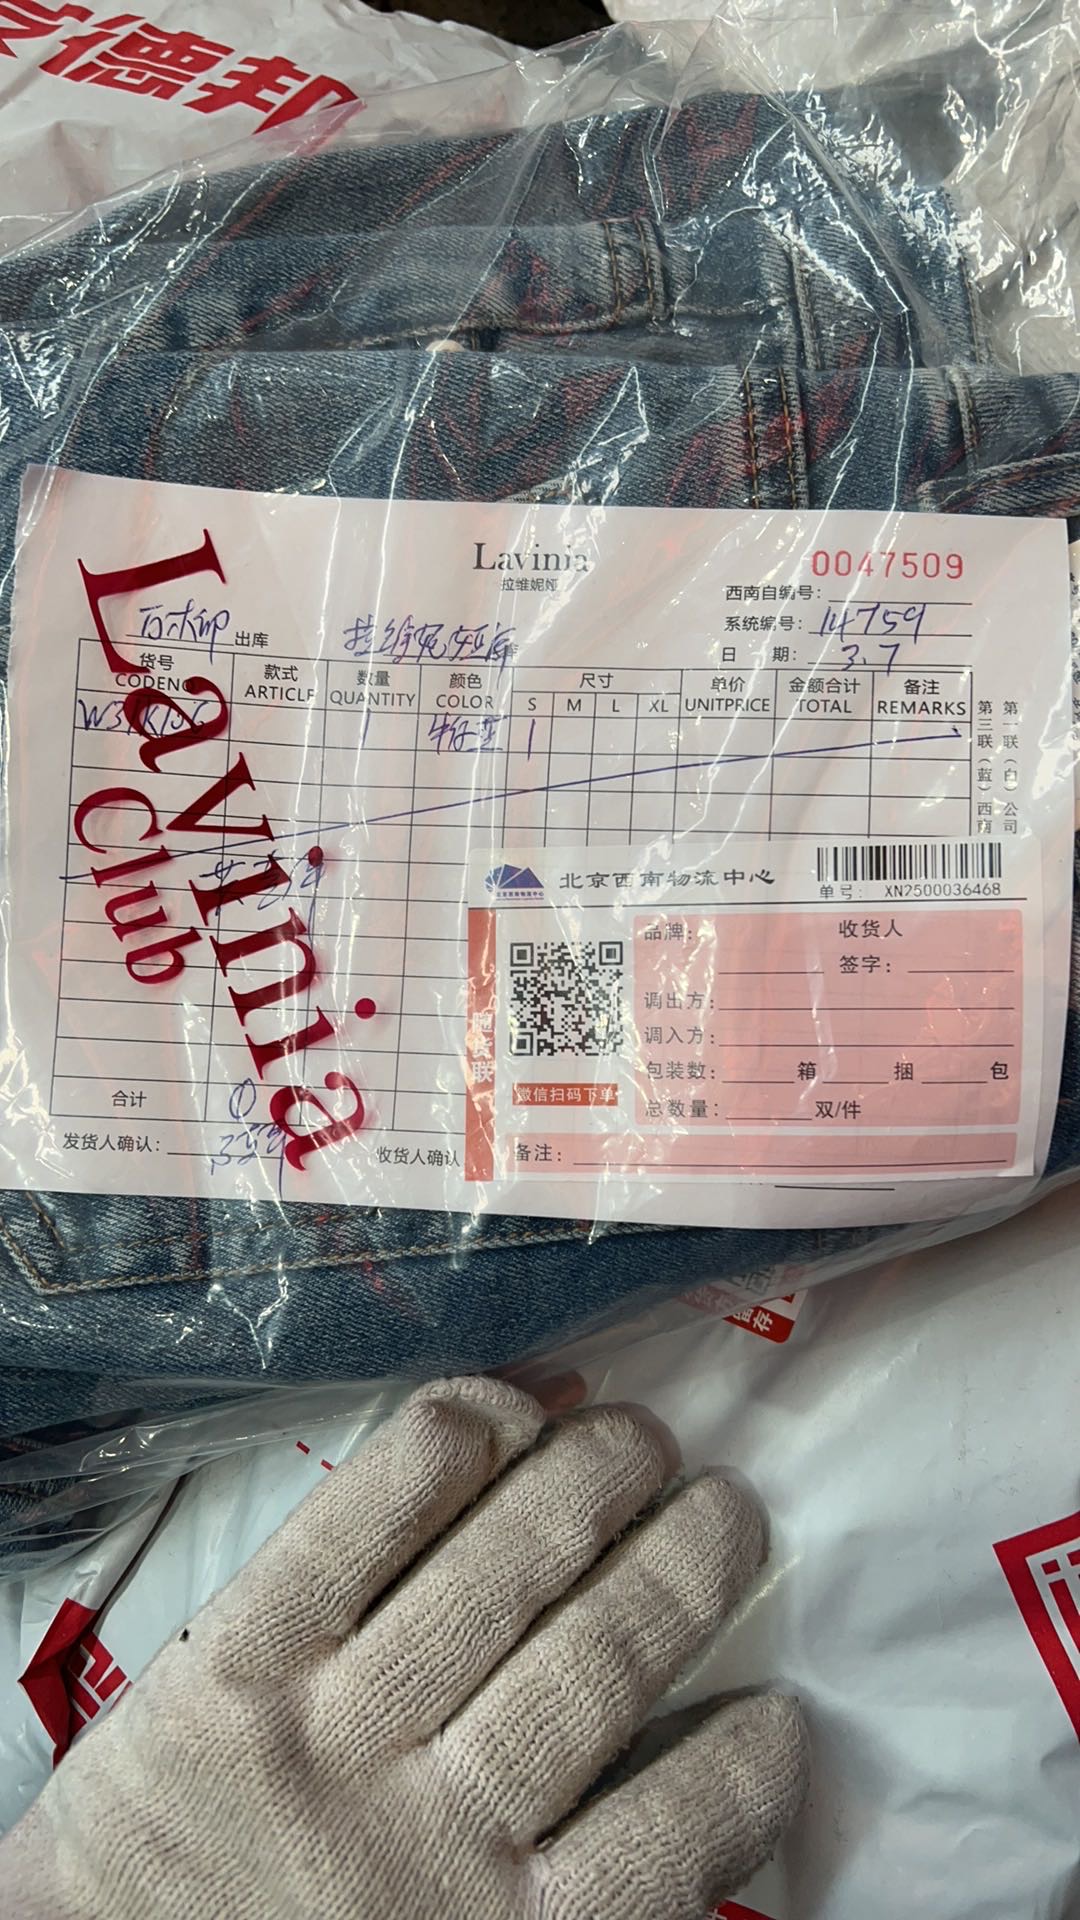 德邦
Lavinia
拉维妮娅
0047509
西南自编号:
系统编号: 14759
日 期: 3.7
出库
货号 款式 数量 颜色 尺寸 单价 金额合计 备注
CODENO ARTICLE QUANTITY COLOR S M L XL UNITPRICE TOTAL REMARKS
1 牛仔蓝 1
第一联(白)公司
第三联(蓝)西南
Lavinia
Club
合计
发货人确认:
收货人确认
北京西南物流中心
单号: XN2500036468
品牌:
收货人
签字:
调出方:
调入方:
包装数: 箱 捆 包
总数量: 双/件
备注:
随货联
微信扫码下单
留存